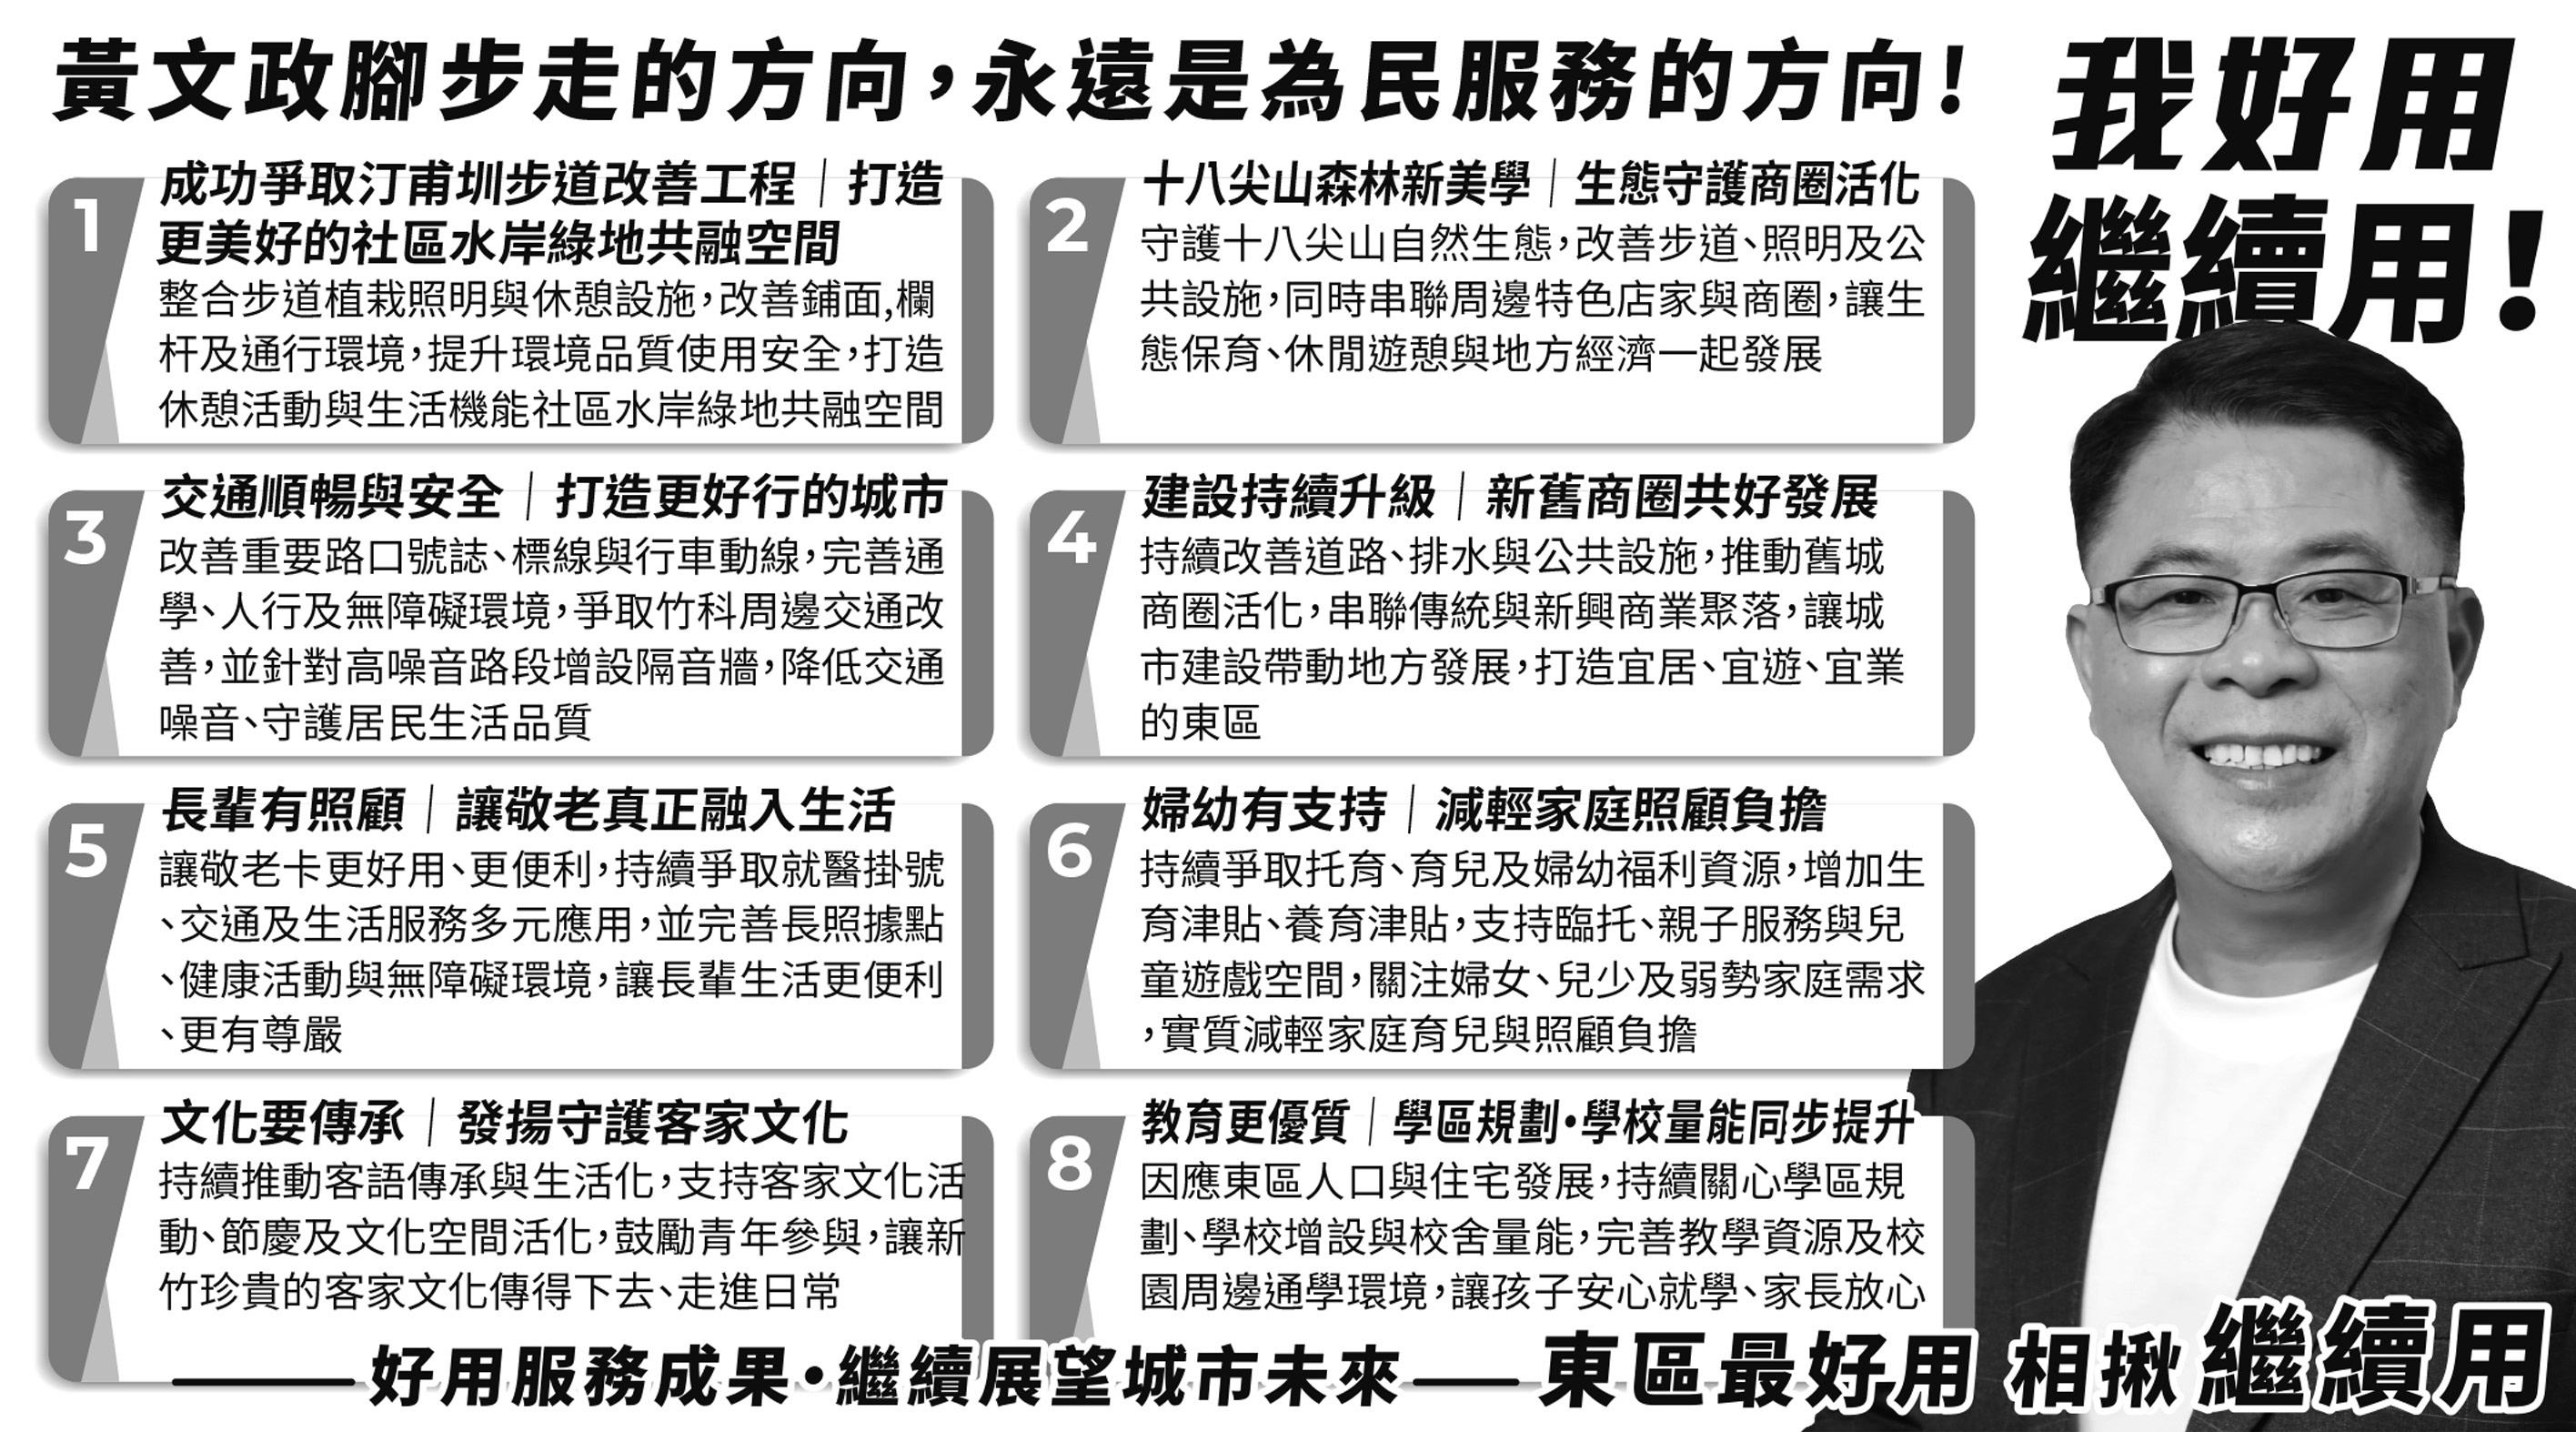 黃文政腳步走的方向，永遠是為民服務的方向！
我好用
繼續用！
1
成功爭取汀甫圳步道改善工程｜打造
更美好的社區水岸綠地共融空間
整合步道植栽照明與休憩設施，改善鋪面,欄
杆及通行環境，提升環境品質使用安全，打造
休憩活動與生活機能社區水岸綠地共融空間
2
十八尖山森林新美學｜生態守護商圈活化
守護十八尖山自然生態，改善步道、照明及公
共設施，同時串聯周邊特色店家與商圈，讓生
態保育、休閒遊憩與地方經濟一起發展
3
交通順暢與安全｜打造更好行的城市
改善重要路口號誌、標線與行車動線，完善通
學、人行及無障礙環境，爭取竹科周邊交通改
善，並針對高噪音路段增設隔音牆，降低交通
噪音、守護居民生活品質
4
建設持續升級｜新舊商圈共好發展
持續改善道路、排水與公共設施，推動舊城
商圈活化，串聯傳統與新興商業聚落，讓城
市建設帶動地方發展，打造宜居、宜遊、宜業
的東區
5
長輩有照顧｜讓敬老真正融入生活
讓敬老卡更好用、更便利，持續爭取就醫掛號
、交通及生活服務多元應用，並完善長照據點
、健康活動與無障礙環境，讓長輩生活更便利
、更有尊嚴
6
婦幼有支持｜減輕家庭照顧負擔
持續爭取托育、育兒及婦幼福利資源，增加生
育津貼、養育津貼，支持臨托、親子服務與兒
童遊戲空間，關注婦女、兒少及弱勢家庭需求
，實質減輕家庭育兒與照顧負擔
7
文化要傳承｜發揚守護客家文化
持續推動客語傳承與生活化，支持客家文化活
動、節慶及文化空間活化，鼓勵青年參與，讓新
竹珍貴的客家文化傳得下去、走進日常
8
教育更優質｜學區規劃•學校量能同步提升
因應東區人口與住宅發展，持續關心學區規
劃、學校增設與校舍量能，完善教學資源及校
園周邊通學環境，讓孩子安心就學、家長放心
——好用服務成果•繼續展望城市未來——東區最好用 相揪繼續用